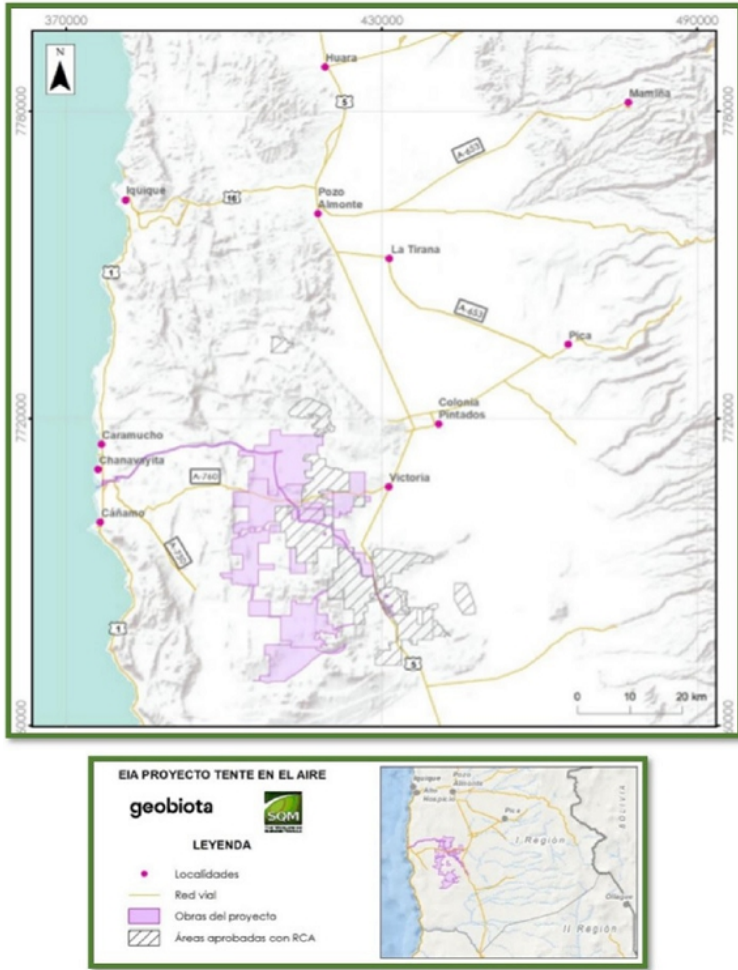 370000 430000 490000
N
Huara
5
7780000 7780000
Mamiña
A-653
Iquique
16
Pozo
Almonte
La Tirana
1
A-653
Pica
7720000 7720000
Colonia
Pintados
Caramucho
Chanavayita
A-760
Victoria
Cáñamo
A-750
1
5
0 10 20 km
EIA PROYECTO TENTE EN EL AIRE
geobiota
SQM
LEYENDA
Localidades
Red vial
Obras del proyecto
Áreas aprobadas con RCA
Iquique
Pozo
Almonte
Alto
Hospicio
Pica
BOLIVIA
I Región
Ollague
II Región